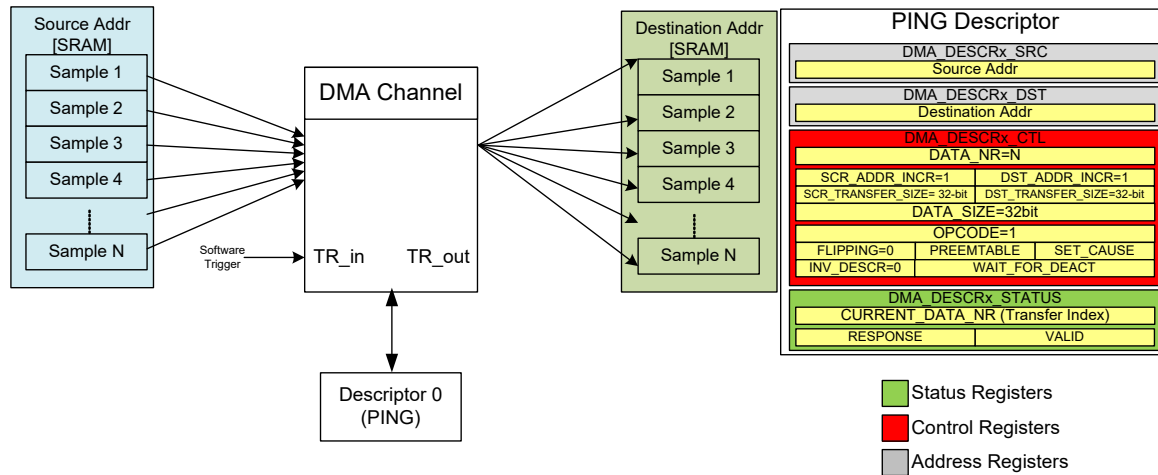 Source Addr
[SRAM]
Sample 1
Sample 2
Sample 3
Sample 4
Sample N
Software
Trigger
DMA Channel
TR_in
TR_out
Descriptor 0
(PING)
Destination Addr
[SRAM]
Sample 1
Sample 2
Sample 3
Sample 4
Sample N
PING Descriptor
DMA_DESCRx_SRC
Source Addr
DMA_DESCRx_DST
Destination Addr
DMA_DESCRx_CTL
DATA_NR=N
SCR_ADDR_INCR=1
DST_ADDR_INCR=1
SCR_TRANSFER_SIZE= 32-bit
DST_TRANSFER_SIZE=32-bit
DATA_SIZE=32bit
OPCODE=1
FLIPPING=0
PREEMTABLE
SET_CAUSE
INV_DESCR=0
WAIT_FOR_DEACT
DMA_DESCRx_STATUS
CURRENT_DATA_NR (Transfer Index)
RESPONSE
VALID
Status Registers
Control Registers
Address Registers